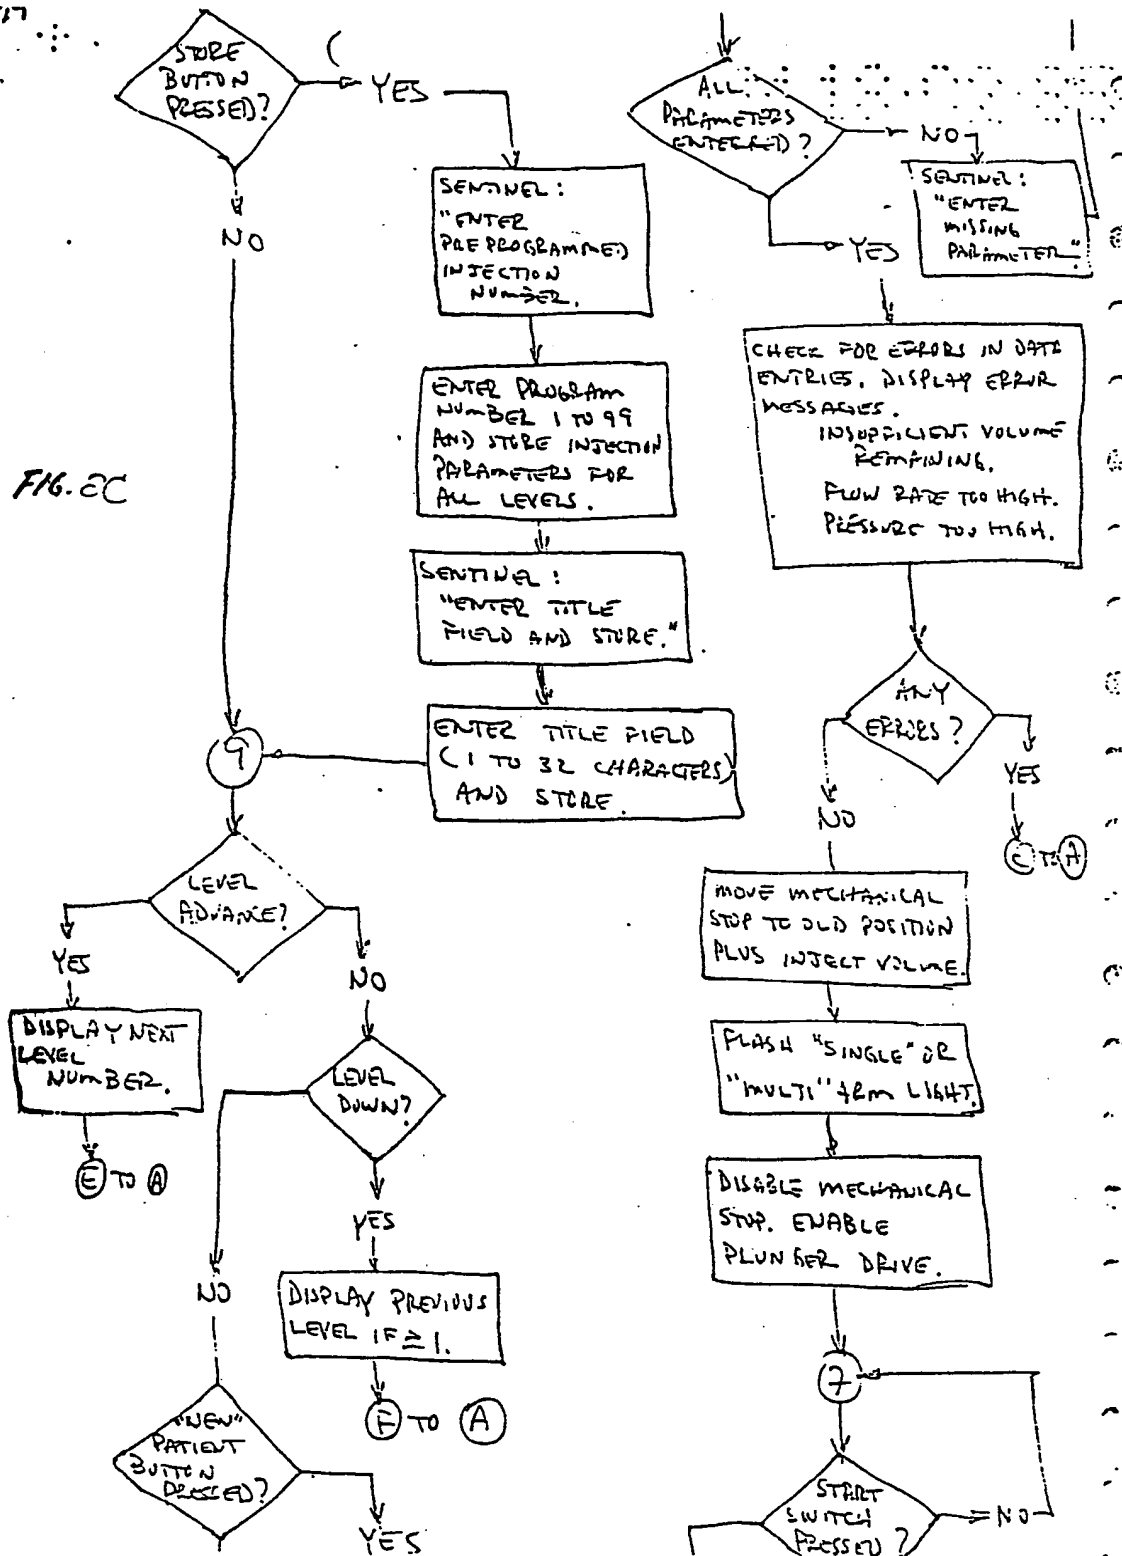 STORE
BUTTON
PRESSED?
YES
NO
SENTINEL:
"ENTER
PREPROGRAMMED
INJECTION
NUMBER.
ENTER PROGRAM
NUMBER 1 TO 99
AND STORE INJECTION
PARAMETERS FOR
ALL LEVELS.
SENTINEL:
"ENTER TITLE
FIELD AND STORE."
ENTER TITLE FIELD
(1 TO 32 CHARACTERS)
AND STORE.
FIG.
9
LEVEL
ADVANCE?
YES
NO
DISPLAY NEXT
LEVEL
NUMBER.
E TO A
LEVEL
DOWN?
YES
NO
DISPLAY PREVIOUS
LEVEL IF ≥ 1.
F TO A
"NEW"
PATIENT
BUTTON
PRESSED?
YES
ALL
PARAMETERS
ENTERED?
NO
SENTINEL:
"ENTER
MISSING
PARAMETER."
YES
CHECK FOR ERRORS IN DATA
ENTRIES. DISPLAY ERROR
MESSAGES.
INSUFFICIENT VOLUME
REMAINING.
FLOW RATE TOO HIGH.
PRESSURE TOO HIGH.
ANY
ERRORS?
YES
C TO A
NO
MOVE MECHANICAL
STOP TO OLD POSITION
PLUS INJECT VOLUME.
FLASH "SINGLE" OR
"MULTI" ARM LIGHT.
DISABLE MECHANICAL
STOP. ENABLE
PLUNGER DRIVE.
7
START
SWITCH
PRESSED?
NO